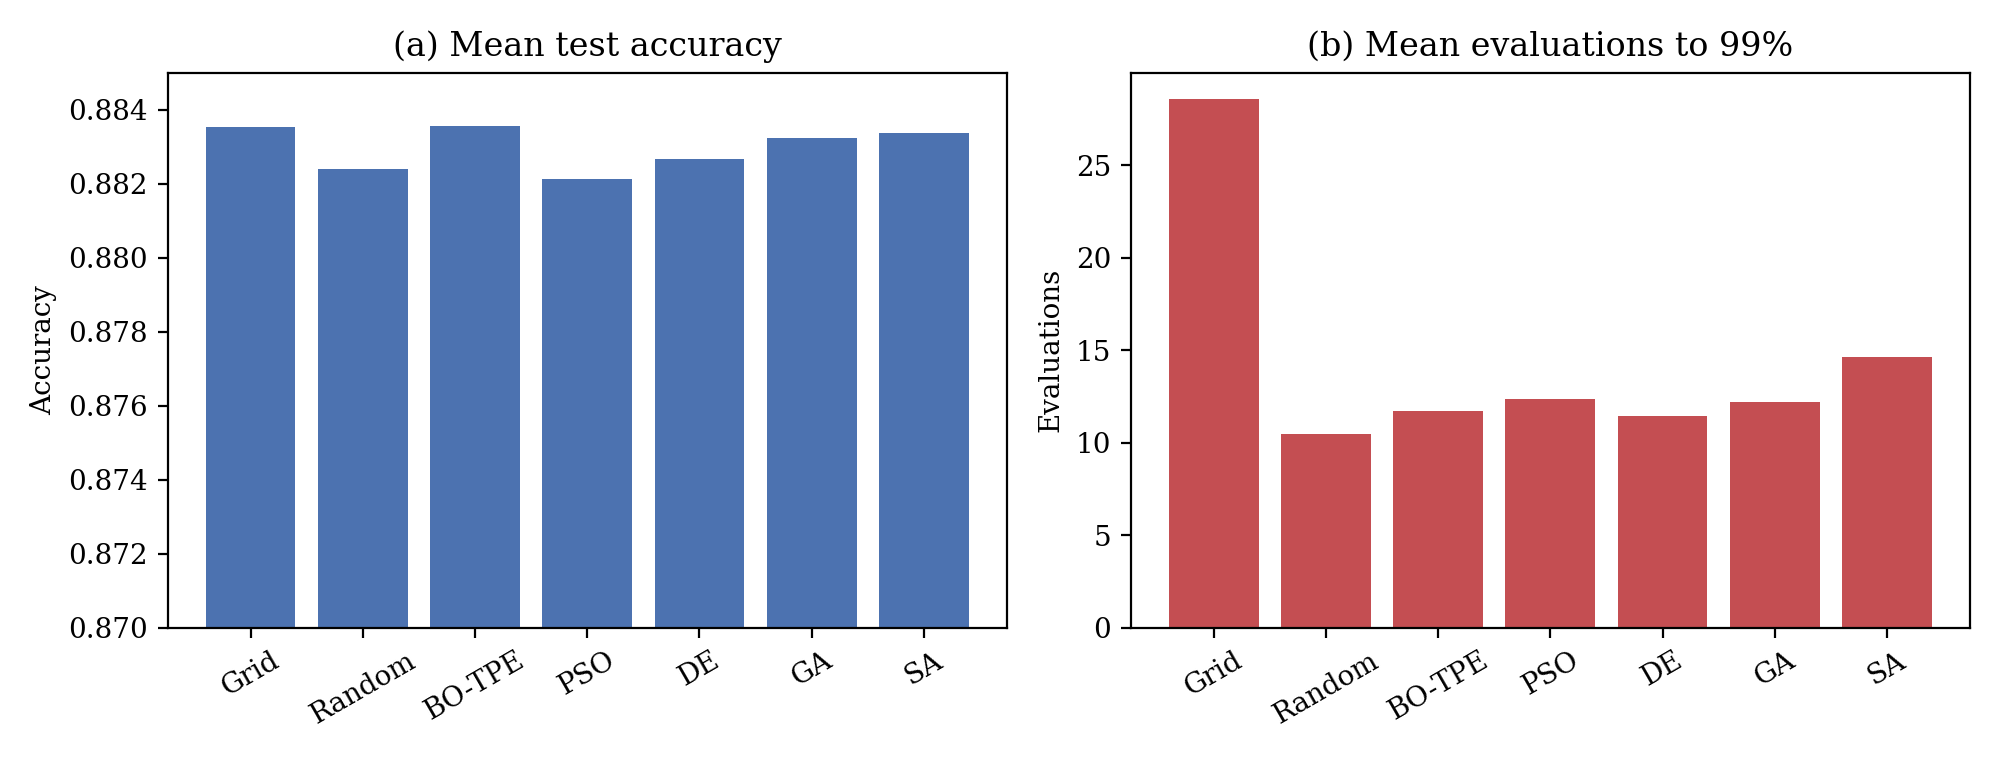 (a) Mean test accuracy
0.884
0.882
0.880
0.878
0.876
0.874
0.872
0.870
Accuracy
Grid
Random
BO-TPE
PSO
DE
GA
SA
(b) Mean evaluations to 99%
25
20
15
10
5
0
Evaluations
Grid
Random
BO-TPE
PSO
DE
GA
SA